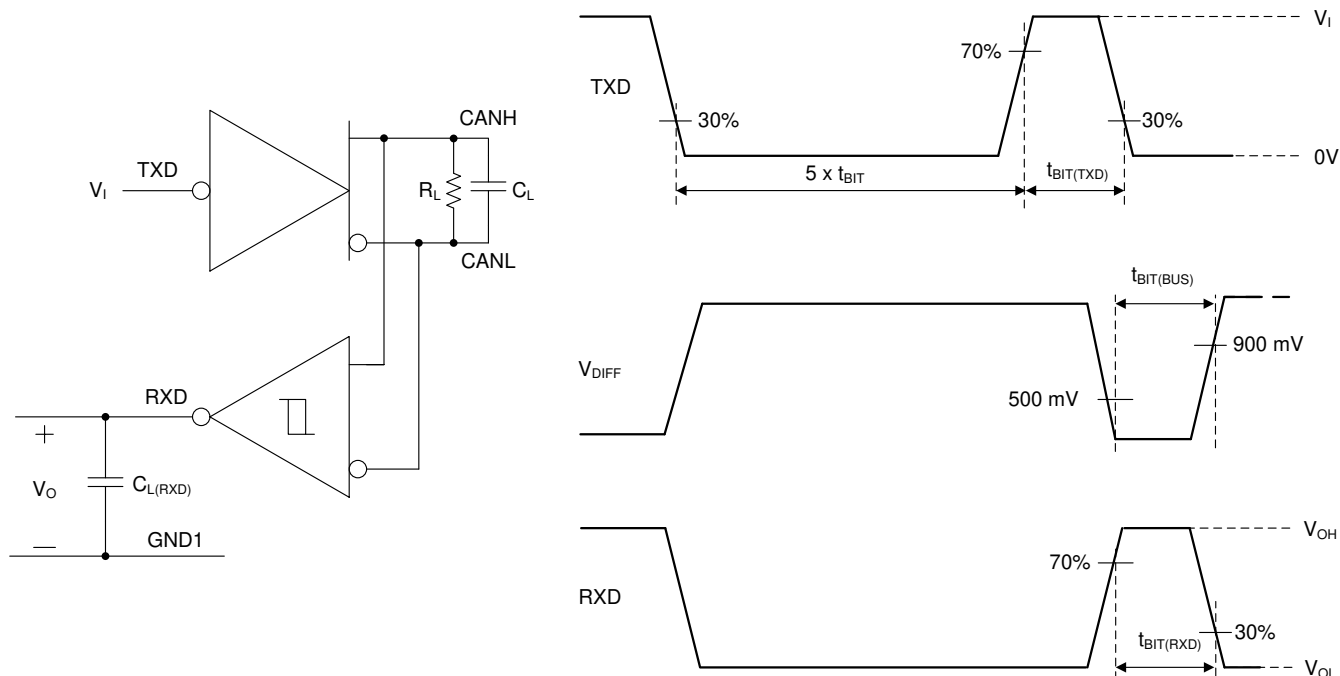 CANH
TXD
V_I
R_L
C_L
CANL
RXD
+
V_O
C_L(RXD)
—
GND1
V_I
70%
TXD
30%
30%
0V
5 x t_BIT
t_BIT(TXD)
t_BIT(BUS)
900 mV
V_DIFF
500 mV
V_OH
70%
RXD
30%
t_BIT(RXD)
V_OL